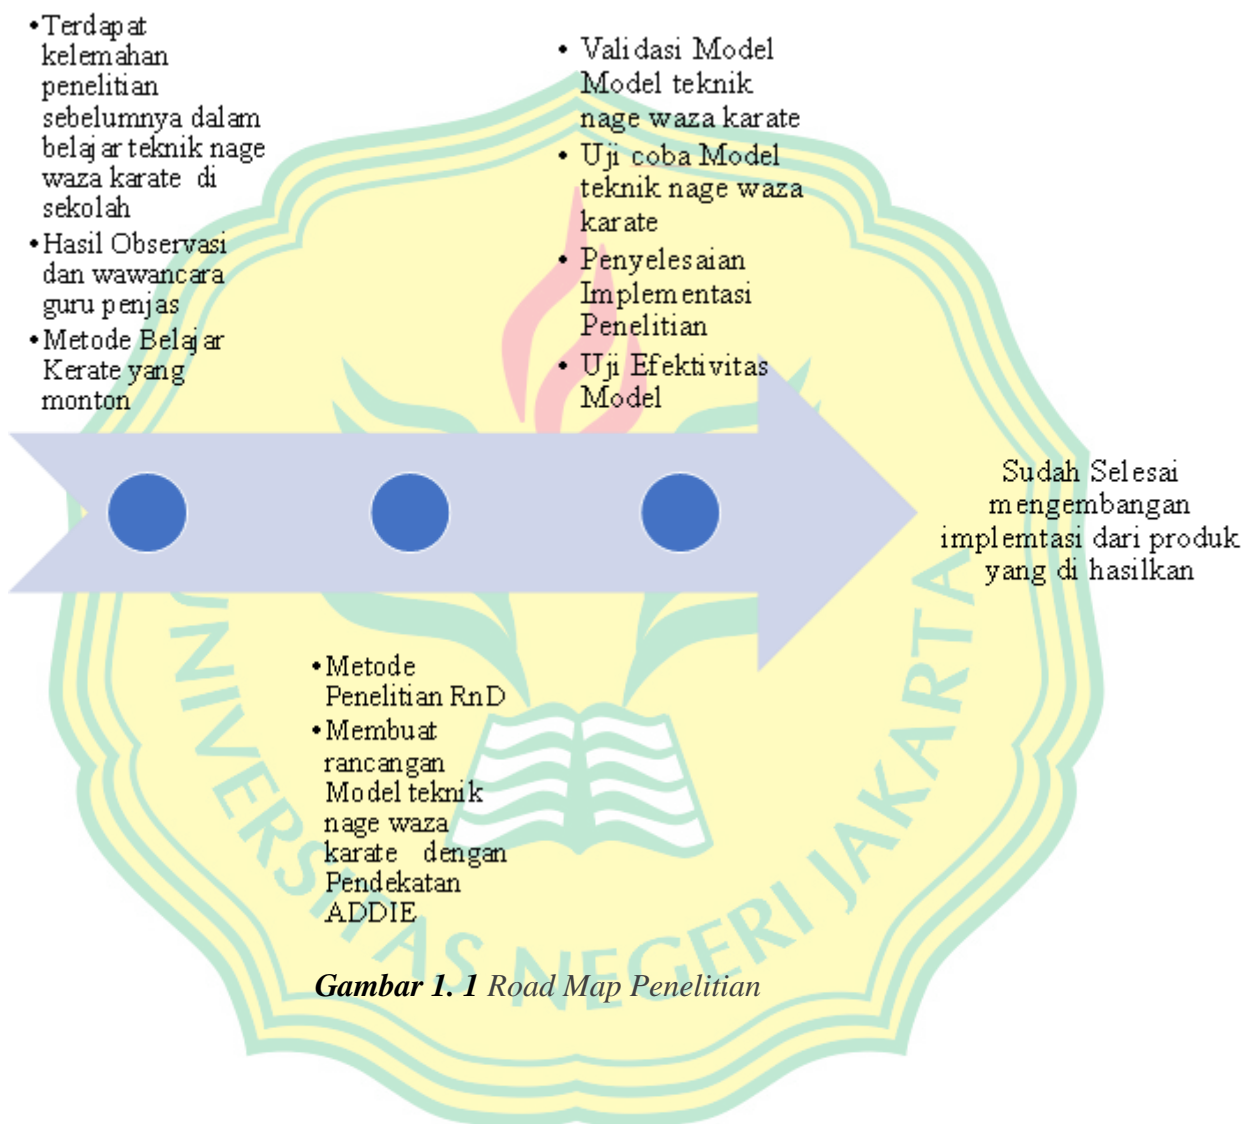 •Terdapat
kelemahan
penelitian
sebelumnya dalam
belajar teknik nage
waza karate di
sekolah
•Hasil Observasi
dan wawancara
guru penjas
•Metode Belajar
Kerate yang
monton
• Validasi Model
Model teknik
nage waza karate
• Uji coba Model
teknik nage waza
karate
• Penyelesaian
Implementasi
Penelitian
• Uji Efektivitas
Model
Sudah Selesai
mengembangan
implemtasi dari produk
yang di hasilkan
•Metode
Penelitian RnD
•Membuat
rancangan
Model teknik
nage waza
karate dengan
Pendekatan
ADDIE
Gambar 1. 1 Road Map Penelitian
UNIVERSITAS NEGERI JAKARTA